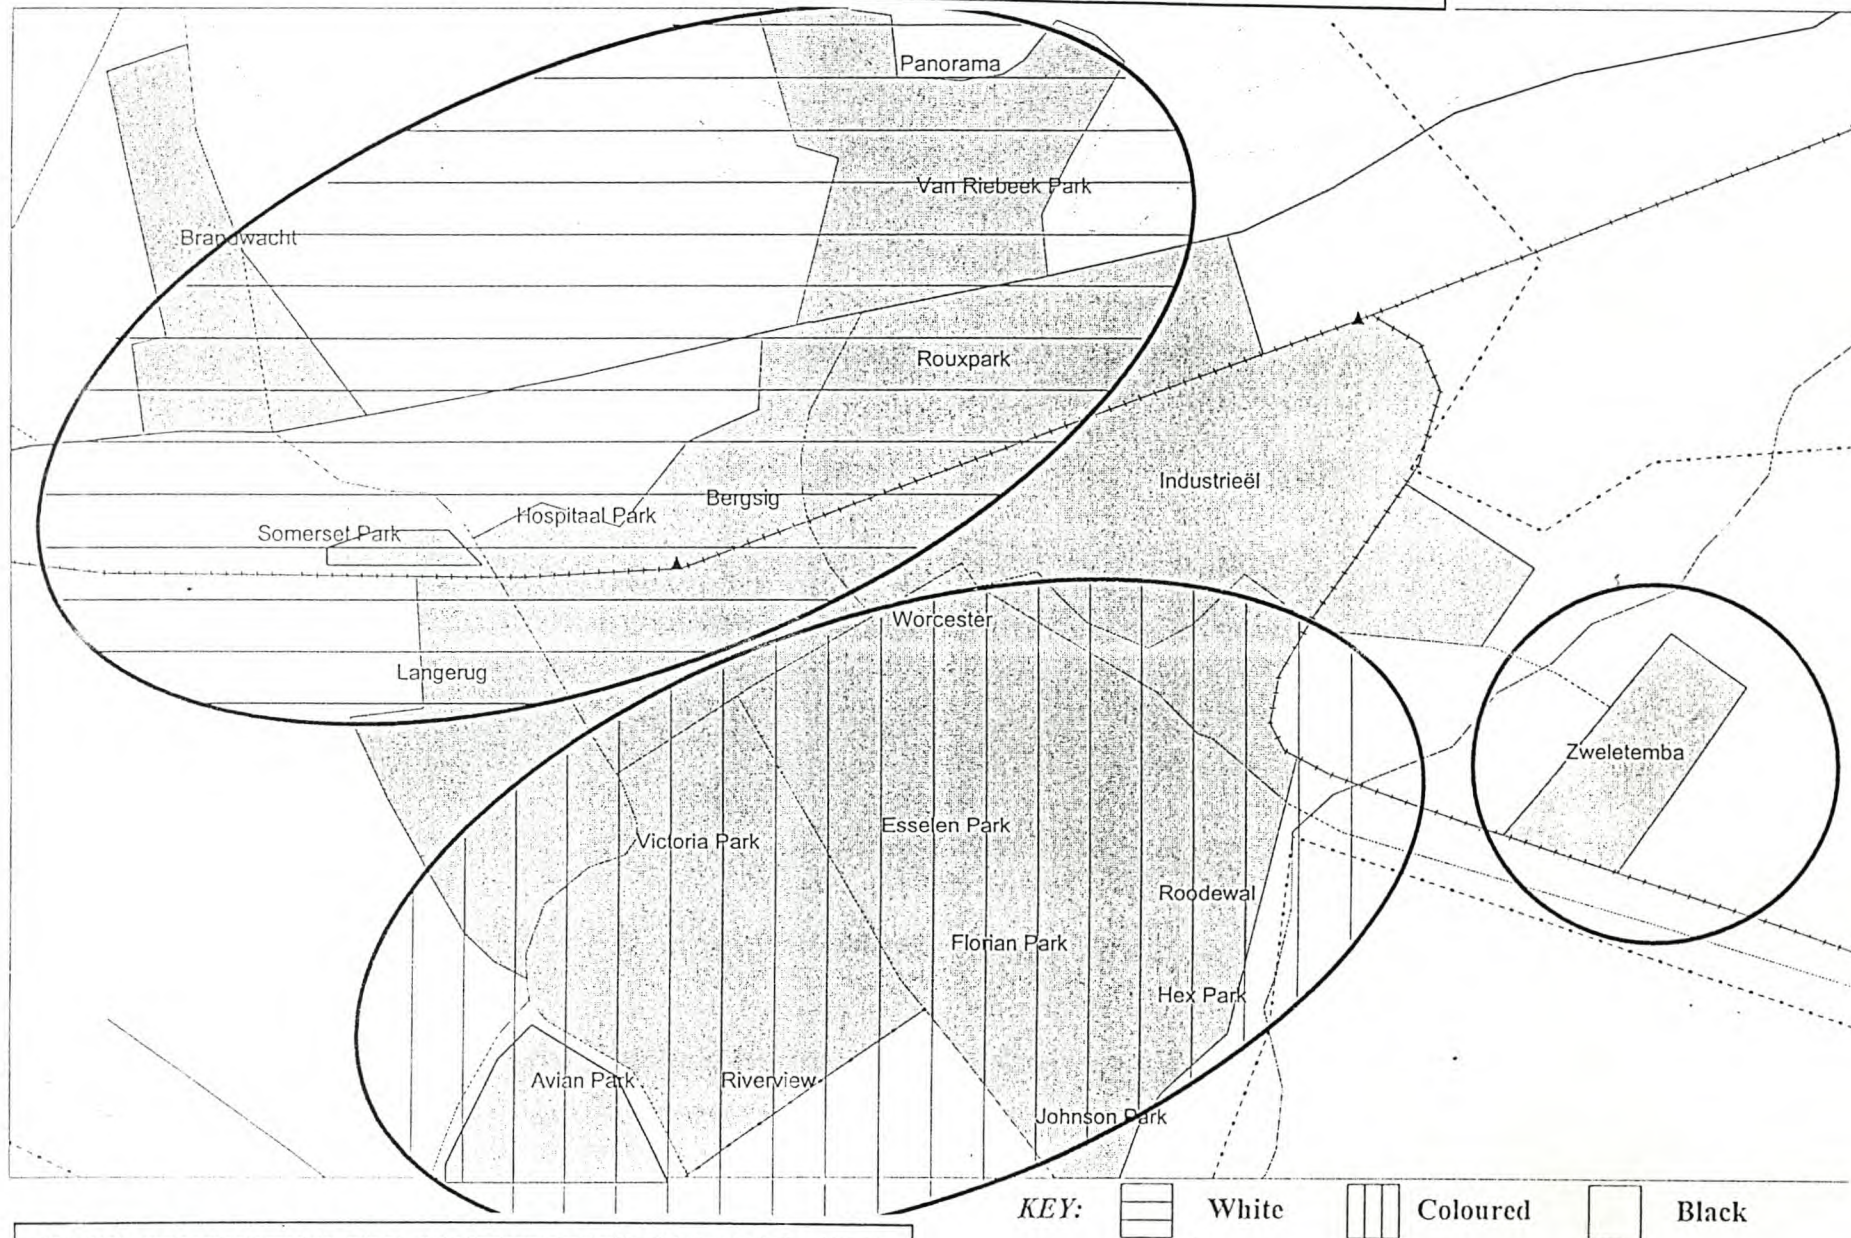 Panorama
Van Riebeek Park
Brandwacht
Rouxpark
Industrieël
Bergsig
Hospitaal Park
Somerset Park
Worcester
Langerug
Zweletemba
Esselen Park
Victoria Park
Roodewal
Florian Park
Hex Park
Avian Park
Riverview
Johnson Park
KEY: White Coloured Black